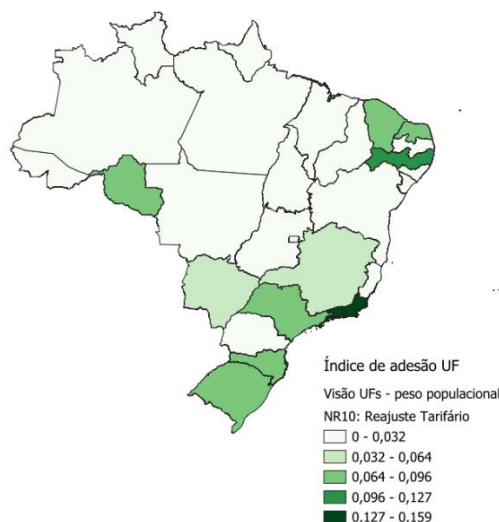 Índice de adesão UF
Visão UFs - peso populacional
NR10: Reajuste Tarifário
0 - 0,032
0,032 - 0,064
0,064 - 0,096
0,096 - 0,127
0,127 - 0,159